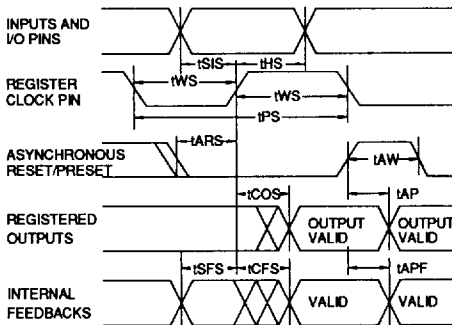 INPUTS AND
I/O PINS
tSIS
tHS
REGISTER
CLOCK PIN
tWS
tWS
tPS
tARS
ASYNCHRONOUS
RESET/PRESET
tAW
tCOS
tAP
REGISTERED
OUTPUTS
OUTPUT
VALID
OUTPUT
VALID
tSFS
tCFS
tAPF
INTERNAL
FEEDBACKS
VALID
VALID